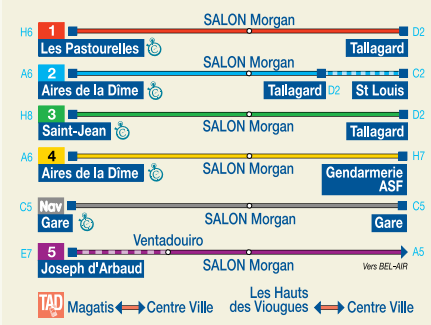 SALON Morgan
H6 1 D2
Les Pastourelles Tallagard
SALON Morgan
A6 2 C2
Aires de la Dîme Tallagard D2 St Louis
H8 3 D2
Saint-Jean SALON Morgan Tallagard
A6 4 H7
Aires de la Dîme SALON Morgan Gendarmerie
ASF
C5 Nav C5
Gare SALON Morgan Gare
Ventadouiro
E7 5 A5
Joseph d'Arbaud SALON Morgan Vers BEL-AIR
TAD Magatis Centre Ville Les Hauts
des Viougues Centre Ville